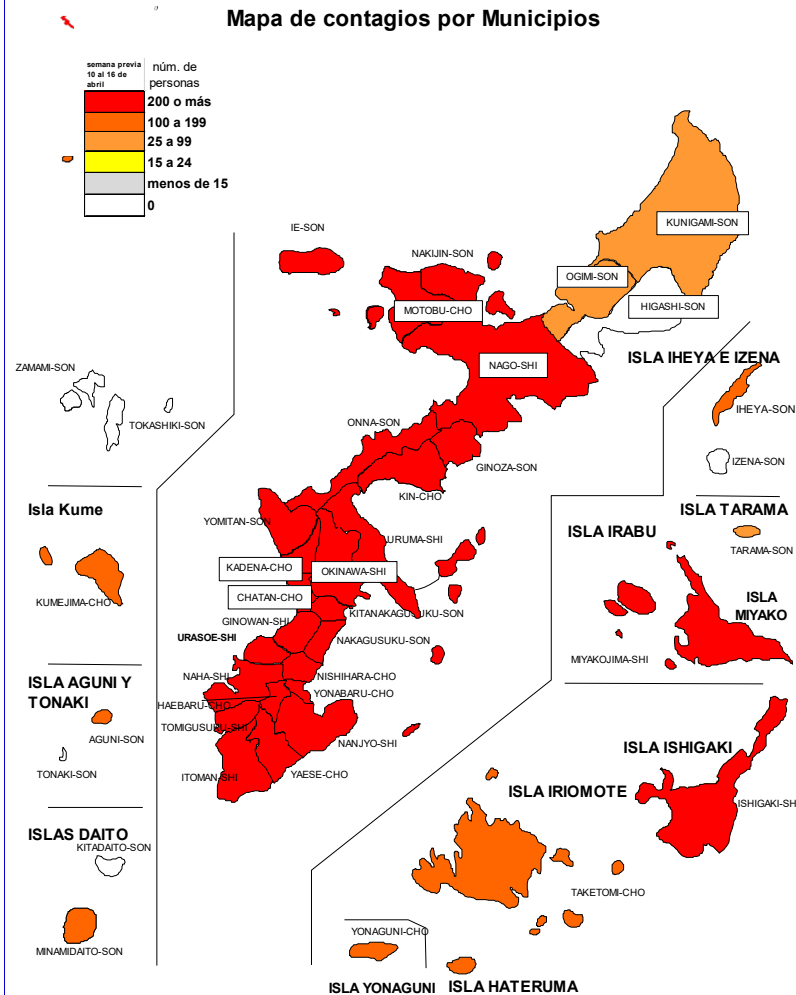 Mapa de contagios por Municipios
semana previa
10 al 16 de
abril
núm. de
personas
200 o más
100 a 199
25 a 99
15 a 24
menos de 15
0
KUNIGAMI-SON
IE-SON
NAKIJIN-SON
OGIMI-SON
HIGASHI-SON
MOTOBU-CHO
ISLA IHEYA E IZENA
NAGO-SHI
ZAMAMI-SON
IHEYA-SON
TOKASHIKI-SON
ONNA-SON
IZENA-SON
GINOZA-SON
KIN-CHO
Isla Kume
ISLA TARAMA
YOMITAN-SON
ISLA IRABU
URUMA-SHI
TARAMA-SON
KADENA-CHO
OKINAWA-SHI
ISLA
MIYAKO
KUMEJIMA-CHO
CHATAN-CHO
KITANAKAGUSUKU-SON
GINOWAN-SHI
URASOE-SHI
NAKAGUSUKU-SON
MIYAKOJIMA-SHI
NAHA-SHI
NISHIHARA-CHO
ISLA AGUNI Y
TONAKI
YONABARU-CHO
HAEBARU-CHO
AGUNI-SON
TOMIGUSUKU-SHI
NANJYO-SHI
ISLA ISHIGAKI
TONAKI-SON
ITOMAN-SHI
YAESE-CHO
ISLA IRIOMOTE
ISHIGAKI-SH
ISLAS DAITO
KITADAITO-SON
TAKETOMI-CHO
YONAGUNI-CHO
MINAMIDAITO-SON
ISLA YONAGUNI
ISLA HATERUMA